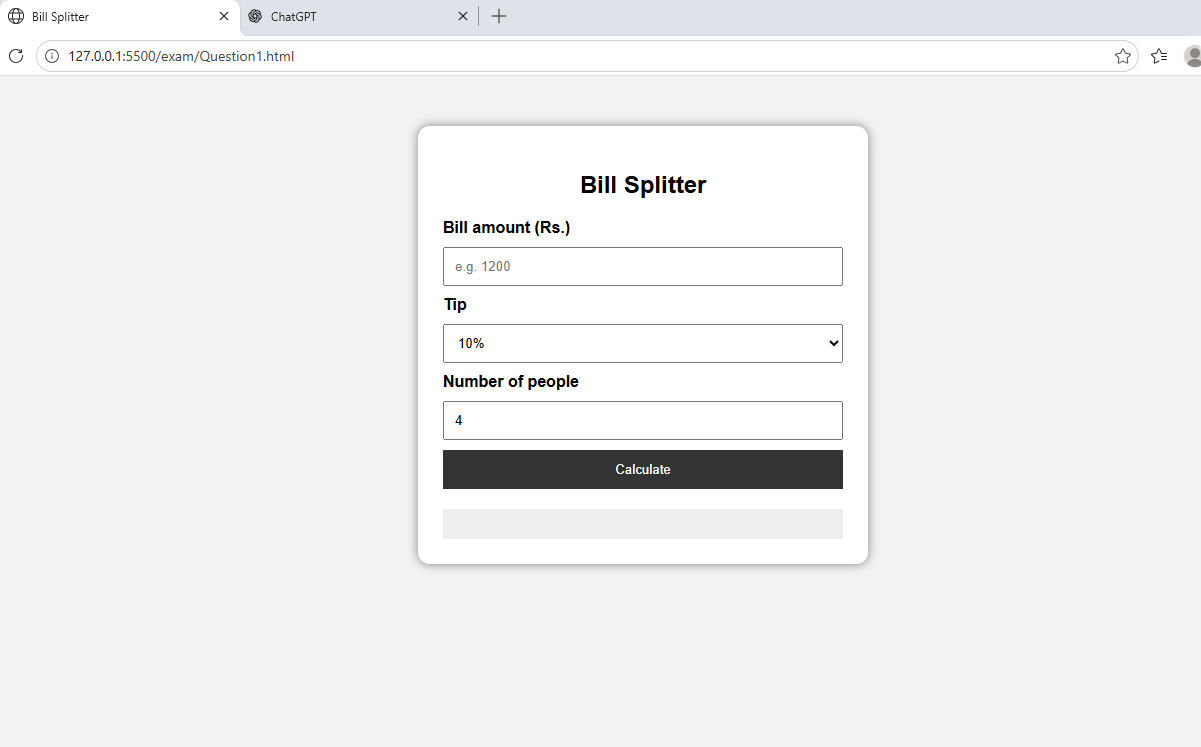 Bill Splitter
ChatGPT
127.0.0.1:5500/exam/Question1.html
Bill Splitter
Bill amount (Rs.)
e.g. 1200
Tip
10%
Number of people
4
Calculate